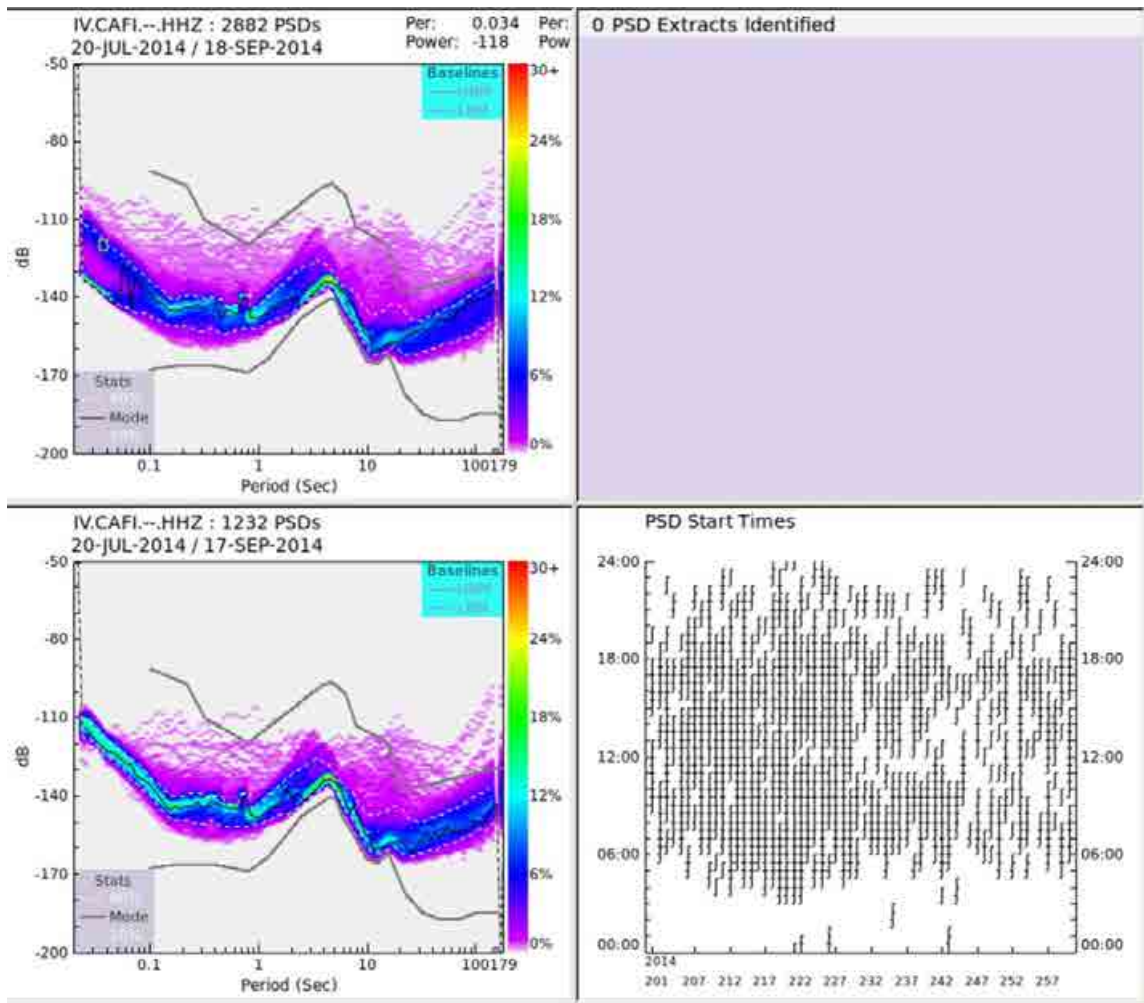 IV.CAFI.--.HHZ : 2882 PSDs
20-JUL-2014 / 18-SEP-2014
Per: 0.034 Per:
Power: -118 Pow
-50
-80
-110
-140
-170
-200
dB
Baselines
30+
24%
18%
12%
6%
0%
Stats
Mode
0.1 1 10 100179
Period (Sec)
0 PSD Extracts Identified
IV.CAFI.--.HHZ : 1232 PSDs
20-JUL-2014 / 17-SEP-2014
-50
-80
-110
-140
-170
-200
dB
Baselines
30+
24%
18%
12%
6%
0%
Stats
Mode
0.1 1 10 100179
Period (Sec)
PSD Start Times
24:00 24:00
18:00 18:00
12:00 12:00
06:00 06:00
00:00 00:00
2014
201 207 212 217 222 227 232 237 242 247 252 257